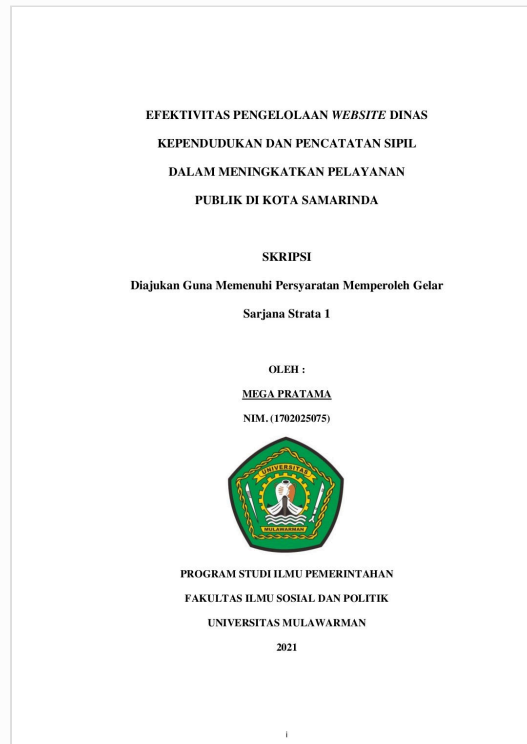 EFEKTIVITAS PENGELOLAAN WEBSITE DINAS
KEPENDUDUKAN DAN PENCATATAN SIPIL
DALAM MENINGKATKAN PELAYANAN
PUBLIK DI KOTA SAMARINDA
SKRIPSI
Diajukan Guna Memenuhi Persyaratan Memperoleh Gelar
Sarjana Strata 1
OLEH :
MEGA PRATAMA
NIM. (1702025075)
UNIVERSITAS
MULAWARMAN
PROGRAM STUDI ILMU PEMERINTAHAN
FAKULTAS ILMU SOSIAL DAN POLITIK
UNIVERSITAS MULAWARMAN
2021
i